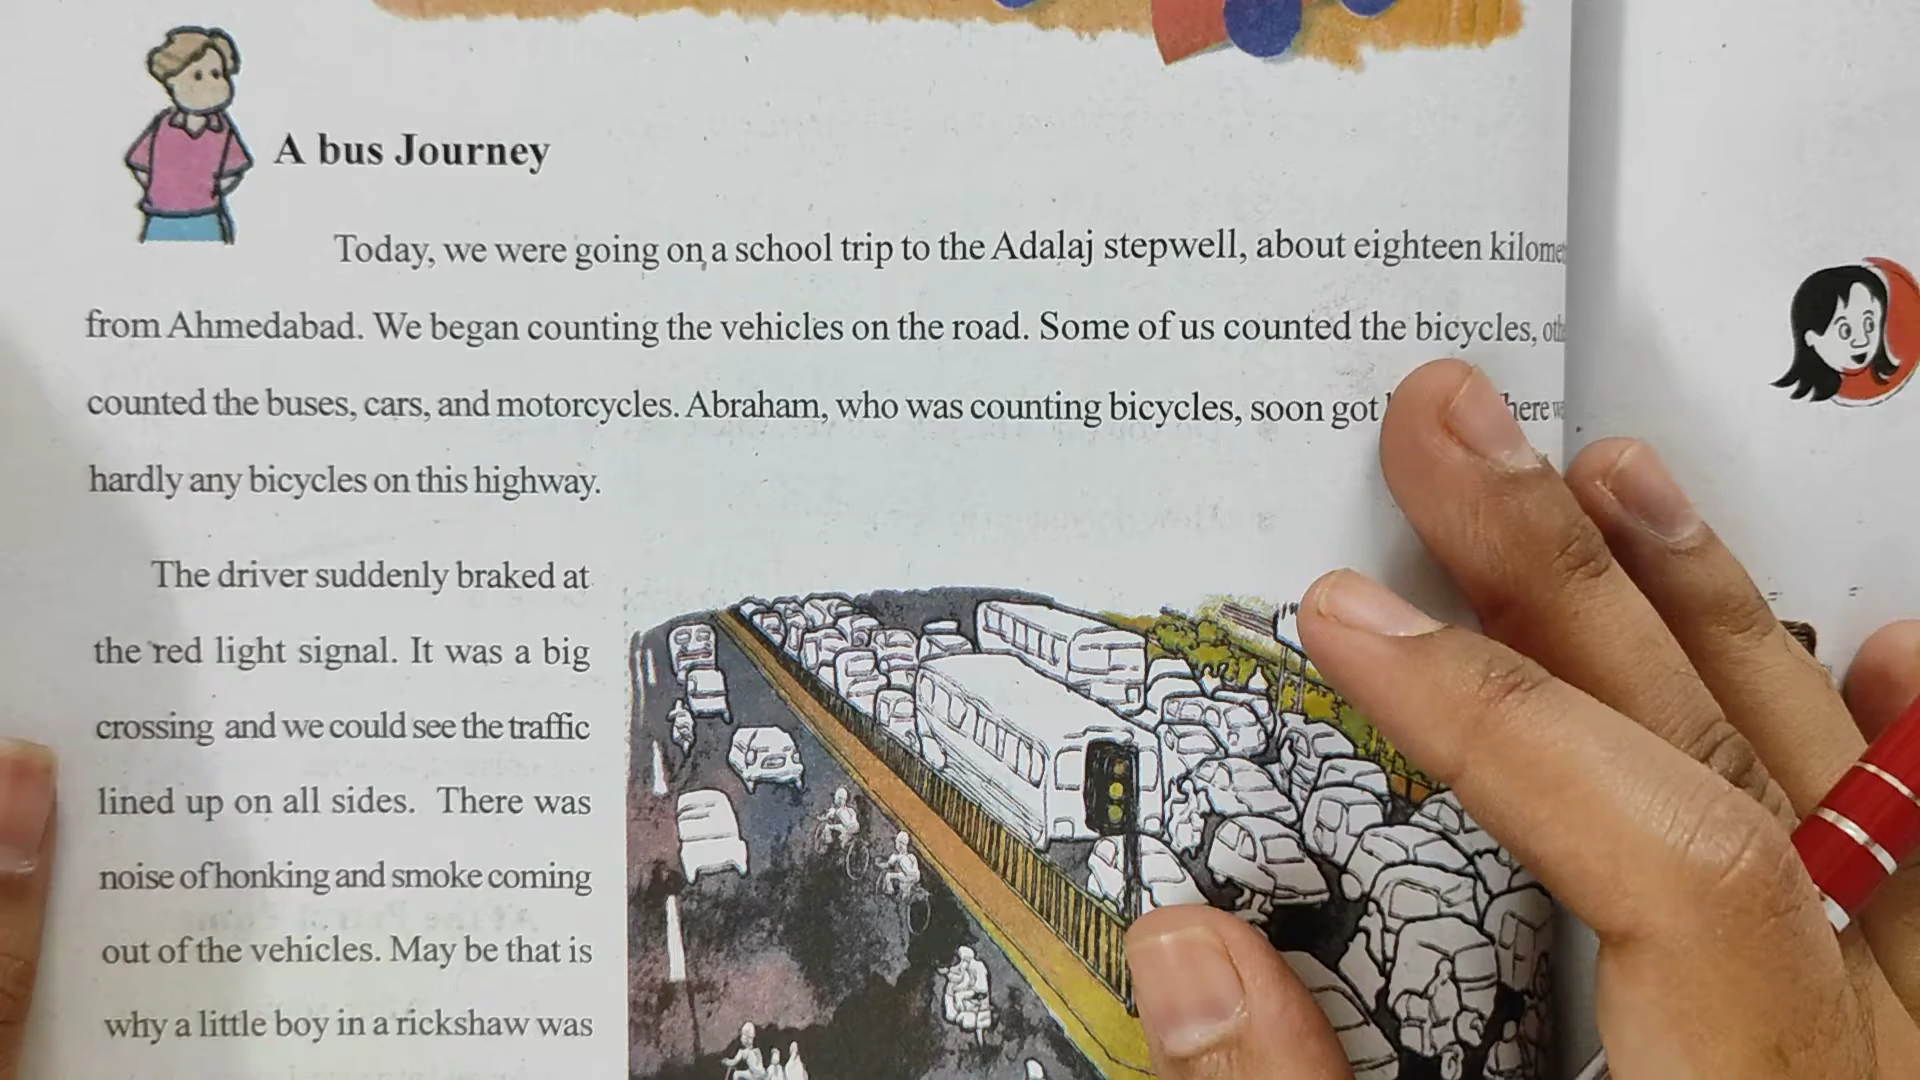 A bus Journey
Today, we were going on a school trip to the Adalaj stepwell, about eighteen
from Ahmedabad. We began counting the vehicles on the road. Some of us counted the bicycles,
counted the buses, cars, and motorcycles. Abraham, who was counting bicycles, soon got
hardly any bicycles on this highway.
The driver suddenly braked at
the red light signal. It was a big
crossing and we could see the traffic
lined up on all sides. There was
noise of honking and smoke coming
out of the vehicles. May be that is
why a little boy in a rickshaw was